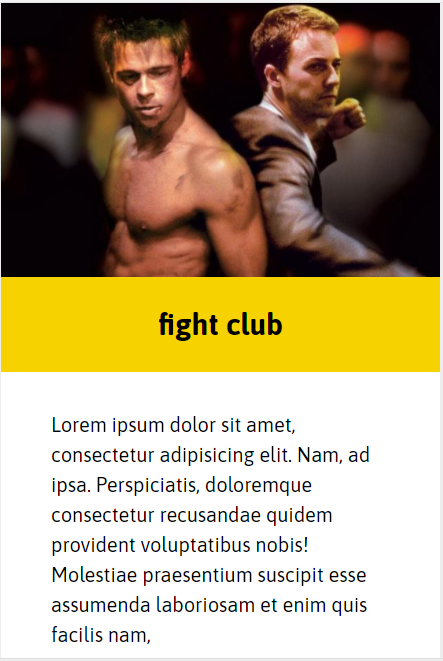 fight club
Lorem ipsum dolor sit amet,
consectetur adipisicing elit. Nam, ad
ipsa. Perspiciatis, doloremque
consectetur recusandae quidem
provident voluptatibus nobis!
Molestiae praesentium suscipit esse
assumenda laboriosam et enim quis
facilis nam,